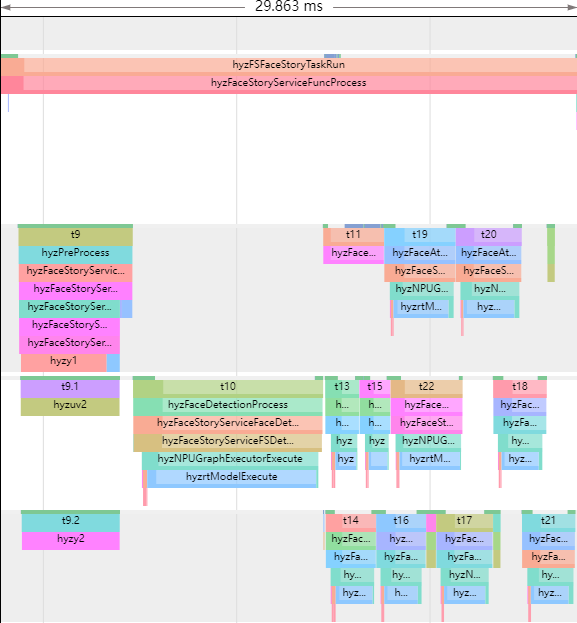 29.863 ms
hyzFSFaceStoryTaskRun
hyzFaceStoryServiceFuncProcess
t9 t11 t19 t20
hyzPreProcess hyzFace... hyzFaceAt... hyzFaceAt...
hyzFaceStoryServic... hyzFaceS... hyzFaceS...
hyzFaceStorySer... hyzNPUG... hyzN...
hyzFaceStorySer... hyzrtM... hyz...
hyzFaceStoryS...
hyzFaceStorySer...
hyzy1
t9.1 t10 t13 t15 t22 t18
hyzuv2 hyzFaceDetectionProcess h... h... hyzFace... hyzFac...
hyzFaceStoryServiceFaceDet... h... h... hyzFaceSt... hyzFa...
hyzFaceStoryServiceFSDet... hyz hyz hyzNPUG... hy...
hyzNPUGraphExecutorExecute hyz hyzrtM... hyz...
hyzrtModelExecute
t9.2 t14 t16 t17 t21
hyzy2 hyzFac... hyz... hyzFac... hyzFac...
hyzFa... hyzFa... hyzFa... hyzFa...
hy... hy... hyzN... hy...
hyz... h... hyz... hyz...